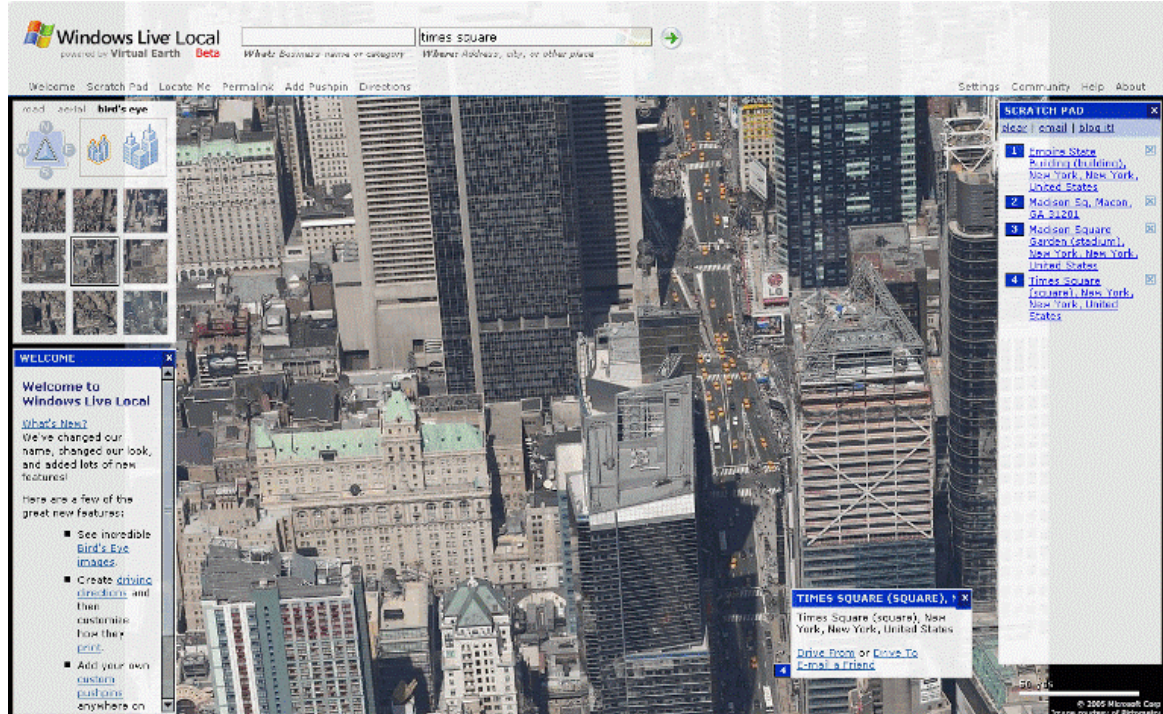 Windows Live Local
powered by Virtual Earth Beta
times square
What: Business name or category Where: Address, city, or other place
Welcome Scratch Pad Locate Me Permalink Add Pushpin Directions
Settings Community Help About
road aerial bird's eye
N
W E
S
WELCOME
Welcome to
Windows Live Local
What's New?
We've changed our
name, changed our look,
and added lots of new
features!
Here are a few of the
great new features:
See incredible
Bird's Eye
images.
Create driving
directions and
then
customize
how they
print.
Add your own
custom
pushpins
anywhere on
LG
SCRATCH PAD
clear | email | blog it!
1 Empire State
Building (building),
New York, New York,
United States
2 Madison Sq, Macon,
GA 31201
3 Madison Square
Garden (stadium),
New York, New York,
United States
4 Times Square
(square), New York,
New York, United
States
TIMES SQUARE (SQUARE),
Times Square (square), New
York, New York, United States
Drive From or Drive To
E-mail a Friend
4
50 yds
© 2005 Microsoft Corp
Image courtesy of Pictometry